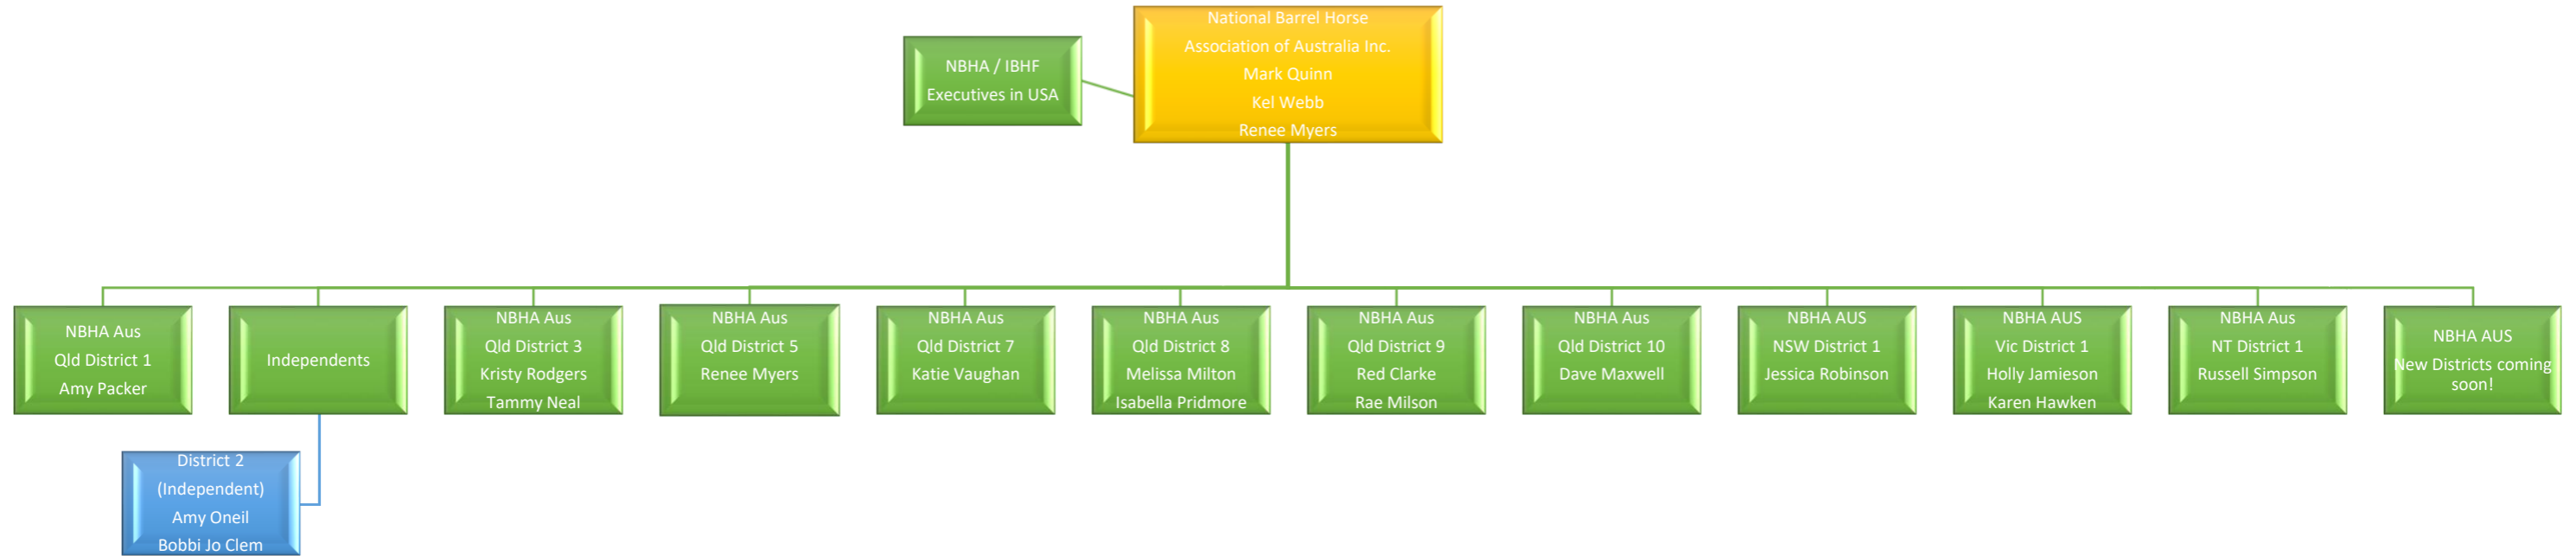 National Barrel Horse
Association of Australia Inc.
Mark Quinn
Kel Webb
Renee Myers
NBHA / IBHF
Executives in USA
NBHA Aus
Qld District 1
Amy Packer
Independents
NBHA Aus
Qld District 3
Kristy Rodgers
Tammy Neal
NBHA Aus
Qld District 5
Renee Myers
NBHA Aus
Qld District 7
Katie Vaughan
NBHA Aus
Qld District 8
Melissa Milton
Isabella Pridmore
NBHA Aus
Qld District 9
Red Clarke
Rae Milson
NBHA Aus
Qld District 10
Dave Maxwell
NBHA AUS
NSW District 1
Jessica Robinson
NBHA AUS
Vic District 1
Holly Jamieson
Karen Hawken
NBHA Aus
NT District 1
Russell Simpson
NBHA AUS
New Districts coming
soon!
District 2
(Independent)
Amy Oneil
Bobbi Jo Clem